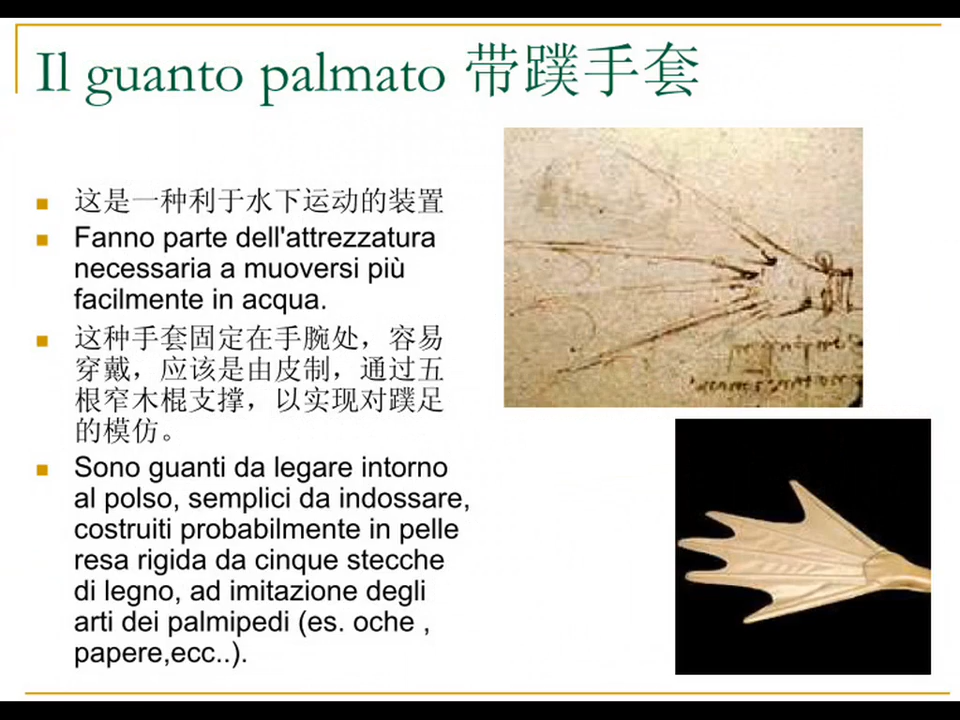 Il guanto palmato 带蹼手套
这是一种利于水下运动的装置
Fanno parte dell'attrezzatura
necessaria a muoversi più
facilmente in acqua.
这种手套固定在手腕处，容易
穿戴，应该是由皮制，通过五
根窄木棍支撑，以实现对蹼足
的模仿。
Sono guanti da legare intorno
al polso, semplici da indossare,
costruiti probabilmente in pelle
resa rigida da cinque stecche
di legno, ad imitazione degli
arti dei palmipedi (es. oche ,
papere,ecc..).